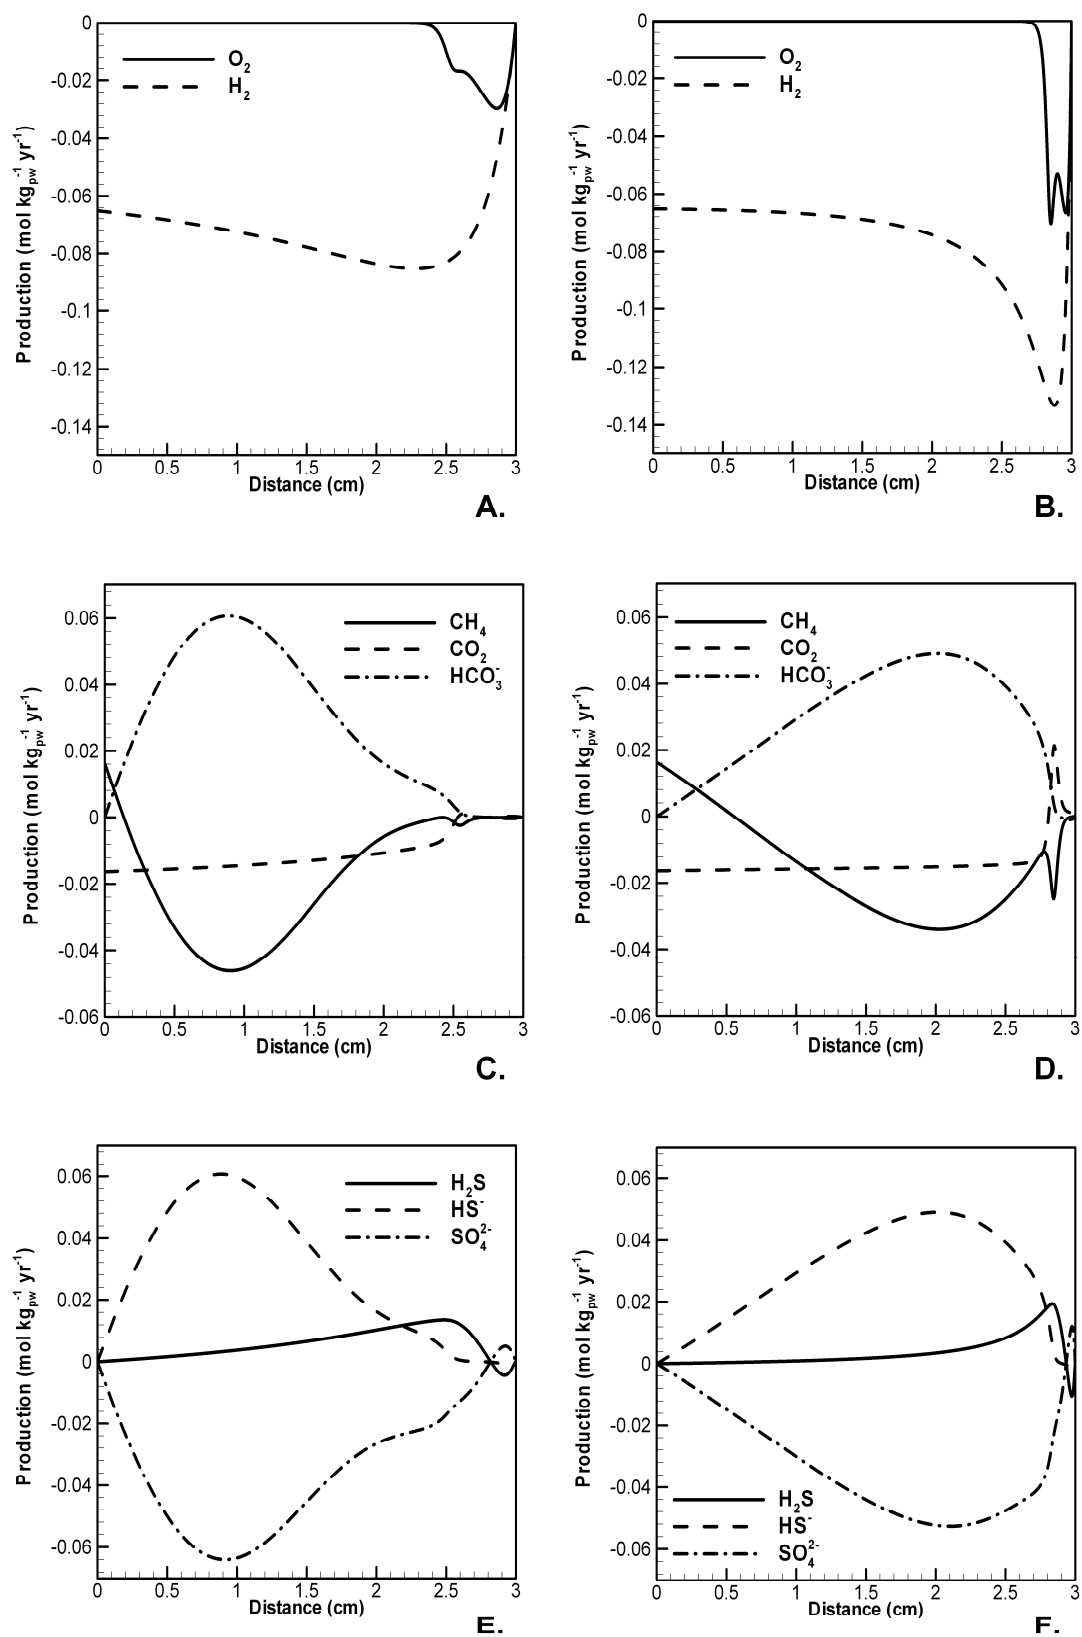 0
-0.02
-0.04
-0.06
-0.08
-0.1
-0.12
-0.14
O₂
H₂
Production (mol kg_pw⁻¹ yr⁻¹)
0 0.5 1 1.5 2 2.5 3
Distance (cm)
A.
0
-0.02
-0.04
-0.06
-0.08
-0.1
-0.12
-0.14
O₂
H₂
Production (mol kg_pw⁻¹ yr⁻¹)
0 0.5 1 1.5 2 2.5 3
Distance (cm)
B.
0.06
0.04
0.02
0
-0.02
-0.04
-0.06
CH₄
CO₂
HCO₃⁻
Production (mol kg_pw⁻¹ yr⁻¹)
0 0.5 1 1.5 2 2.5 3
Distance (cm)
C.
0.06
0.04
0.02
0
-0.02
-0.04
-0.06
CH₄
CO₂
HCO₃⁻
Production (mol kg_pw⁻¹ yr⁻¹)
0 0.5 1 1.5 2 2.5 3
Distance (cm)
D.
0.06
0.04
0.02
0
-0.02
-0.04
-0.06
H₂S
HS⁻
SO₄²⁻
Production (mol kg_pw⁻¹ yr⁻¹)
0 0.5 1 1.5 2 2.5 3
Distance (cm)
E.
0.06
0.04
0.02
0
-0.02
-0.04
-0.06
H₂S
HS⁻
SO₄²⁻
Production (mol kg_pw⁻¹ yr⁻¹)
0 0.5 1 1.5 2 2.5 3
Distance (cm)
F.